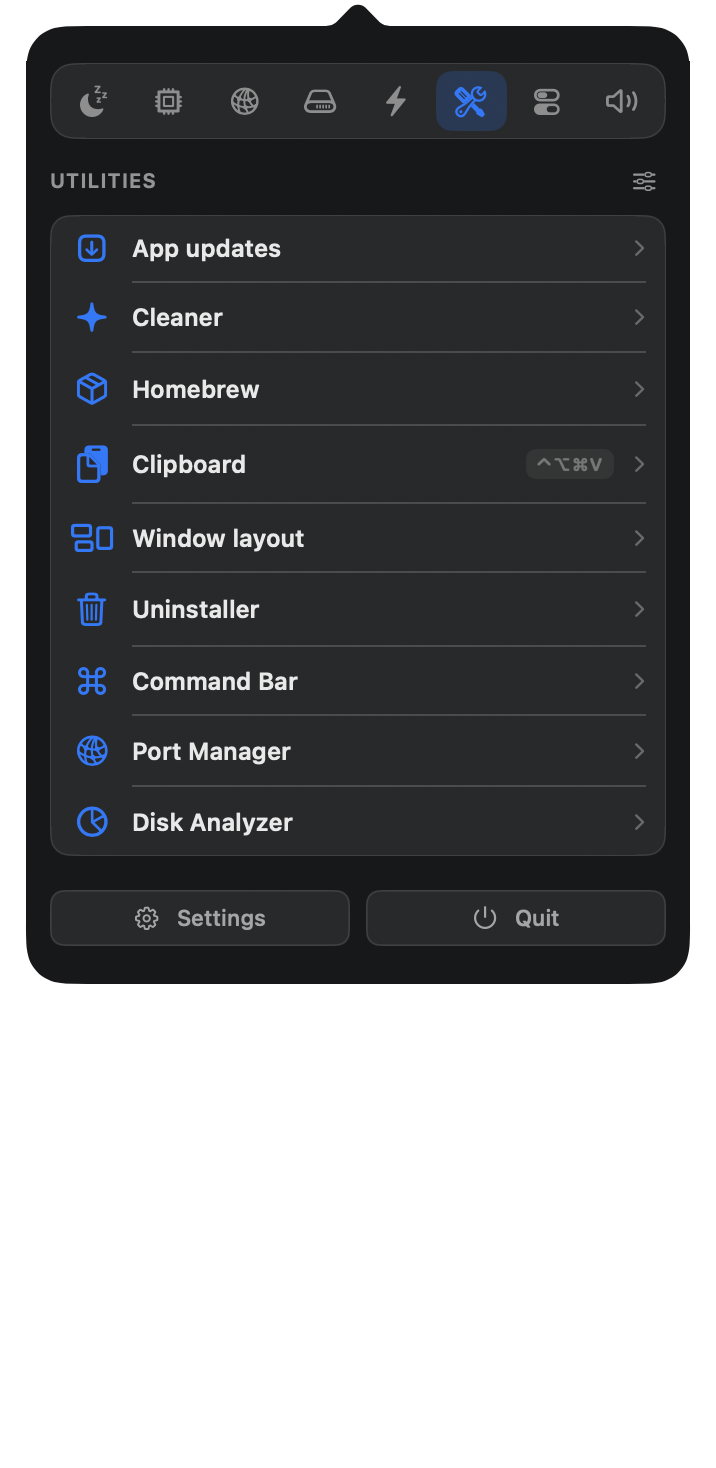 UTILITIES
App updates
Cleaner
Homebrew
Clipboard ⌃⌥⌘V
Window layout
Uninstaller
Command Bar
Port Manager
Disk Analyzer
Settings
Quit